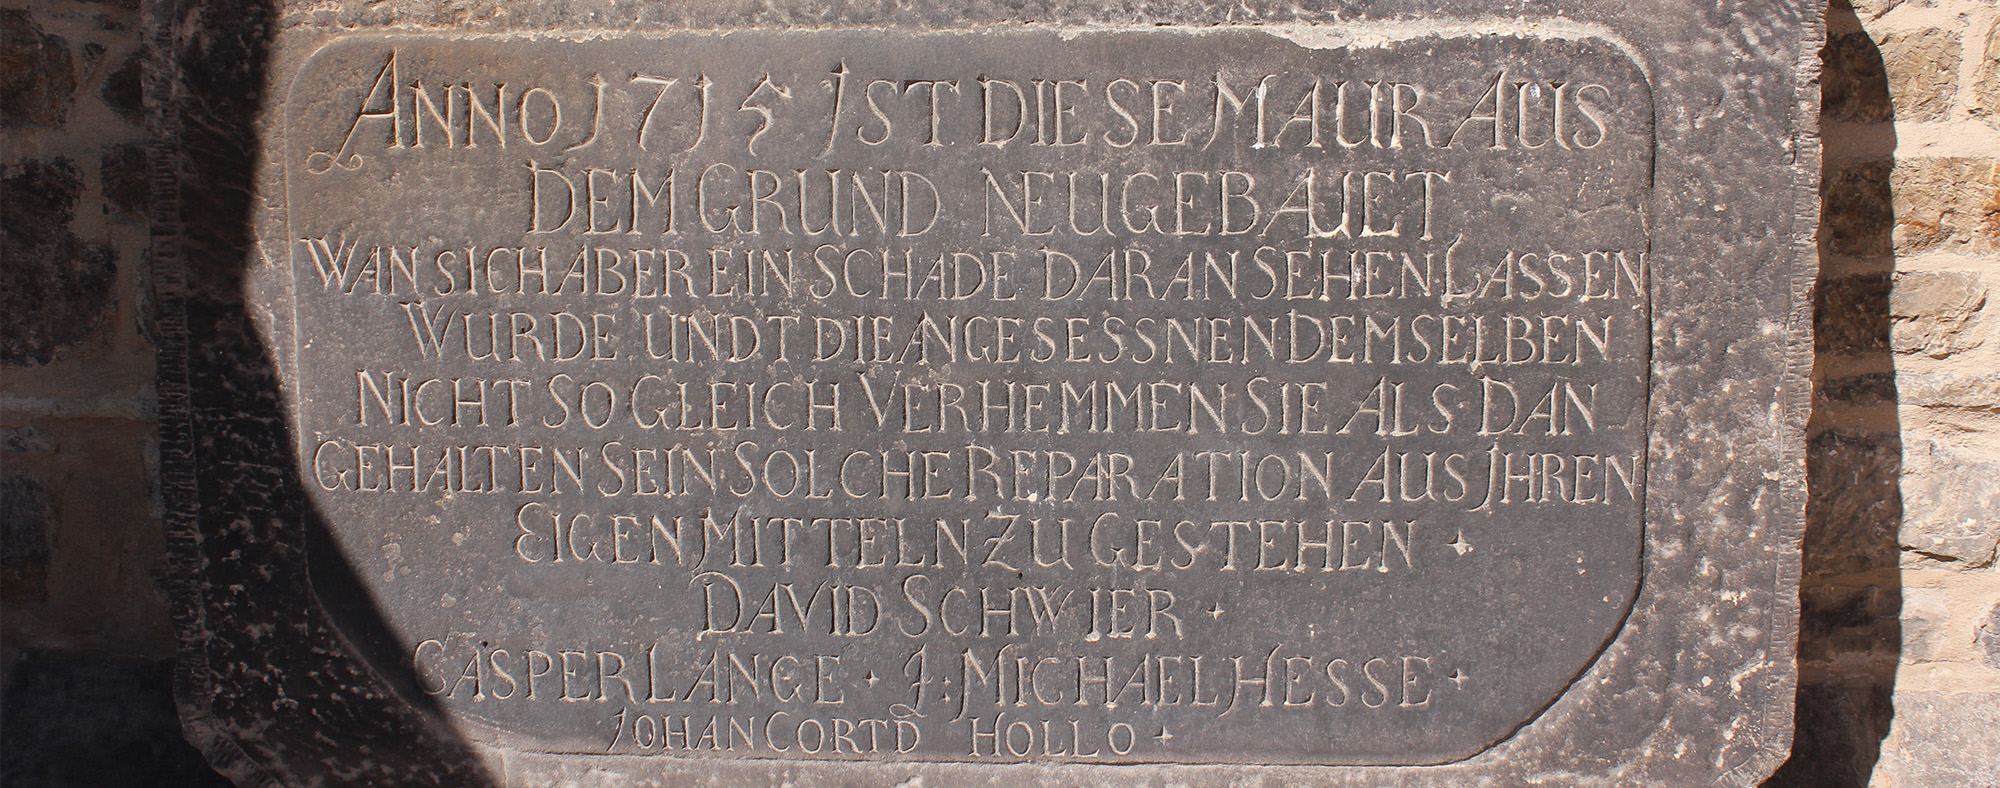 ANNO 1715 IST DIESE MAUR AUS
DEM GRUND NEUGEBAUET
WAN SICH ABER EIN SCHADE DARAN SEHEN LASSEN
WURDE UNDT DIE ANGESESSNEN DEMSELBEN
NICHT SO GLEICH VERHEMMEN SIE ALS DAN
GEHALTEN SEIN SOLCHE REPARATION AUS IHREN
EIGEN MITTELN ZU GESTEHEN
DAVID SCHWIER
CASPER LANGE · J: MICHAEL HESSE
JOHAN CORTD HOLLO